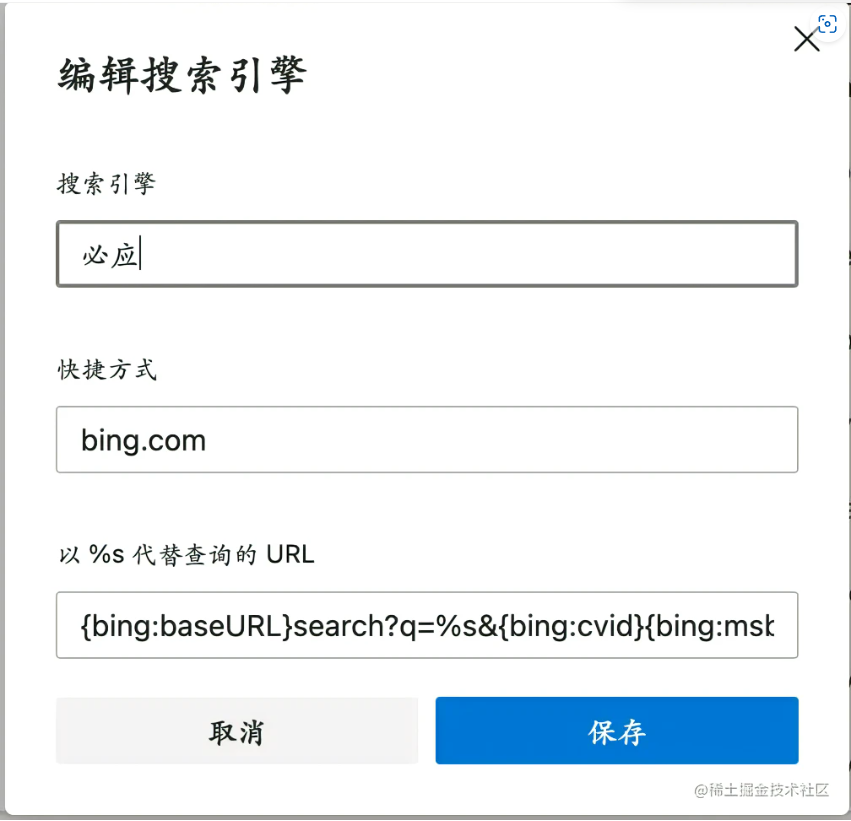 编辑搜索引擎
搜索引擎
必应
快捷方式
bing.com
以 %s 代替查询的 URL
{bing:baseURL}search?q=%s&{bing:cvid}{bing:msb
取消
保存
@稀土掘金技术社区